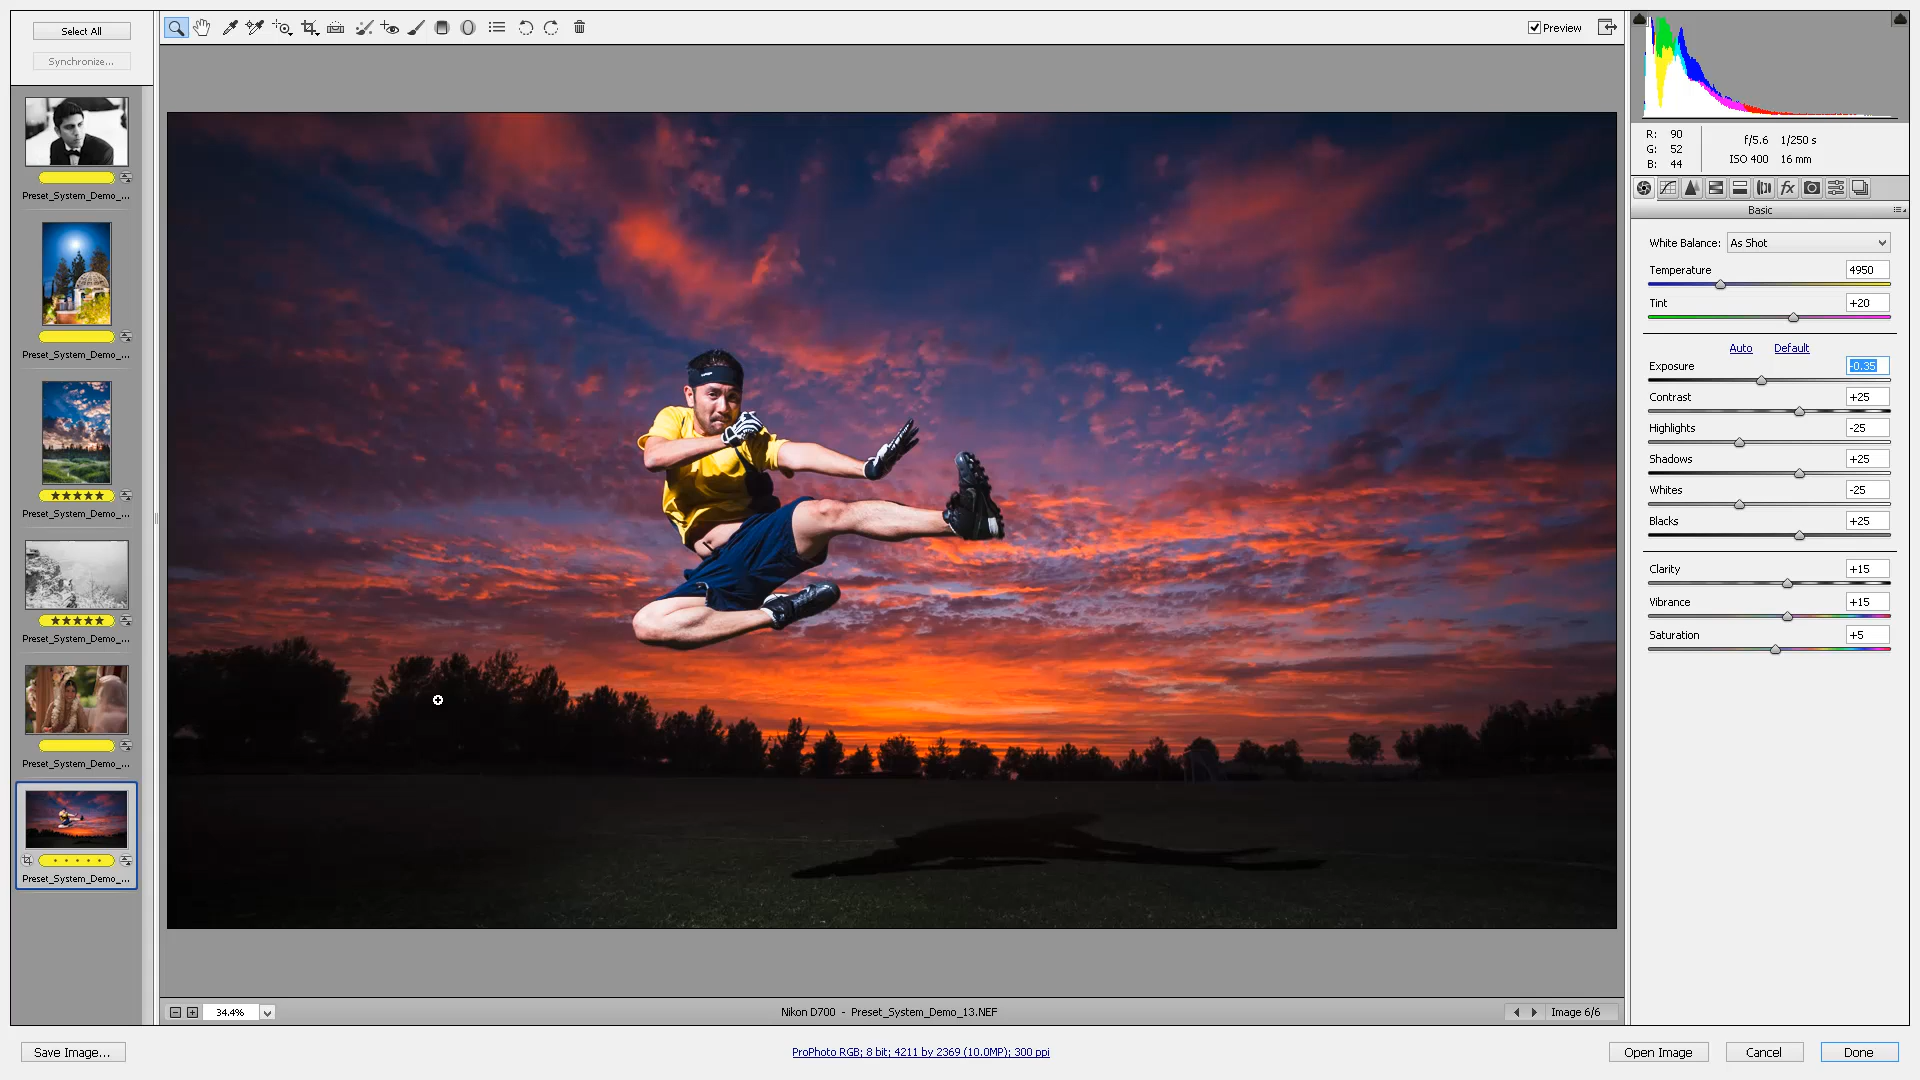 Select All
Synchronize...
Preset_System_Demo_...
Preset_System_Demo_...
Preset_System_Demo_...
Preset_System_Demo_...
Preset_System_Demo_...
Preset_System_Demo_...
Preview
R: 90
G: 52
B: 44
f/5.6 1/250 s
ISO 400 16 mm
fx
Basic
White Balance: As Shot
Temperature 4950
Tint +20
Auto Default
Exposure -0.35
Contrast +25
Highlights -25
Shadows +25
Whites -25
Blacks +25
Clarity +15
Vibrance +15
Saturation +5
34.4%
Nikon D700 - Preset_System_Demo_13.NEF
Image 6/6
Save Image...
ProPhoto RGB; 8 bit; 4211 by 2369 (10.0MP); 300 ppi
Open Image
Cancel
Done